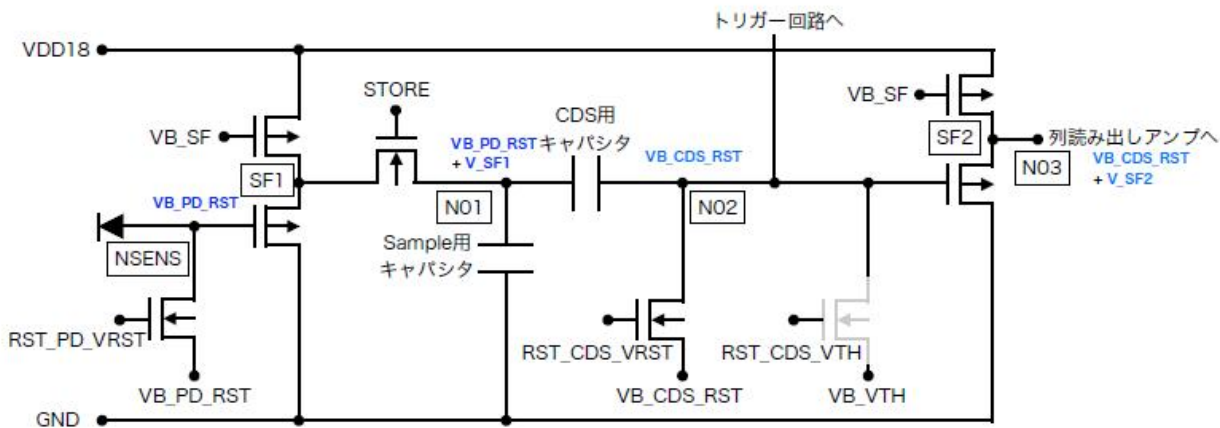 トリガー回路へ
VDD18
STORE
VB_SF
VB_SF
CDS用
キャパシタ
SF2
列読み出しアンプへ
N03
VB_CDS_RST
+ V_SF2
SF1
VB_PD_RST
+ V_SF1
VB_CDS_RST
VB_PD_RST
N01
N02
NSENS
Sample用
キャパシタ
RST_PD_VRST
RST_CDS_VRST
RST_CDS_VTH
VB_PD_RST
VB_CDS_RST
VB_VTH
GND